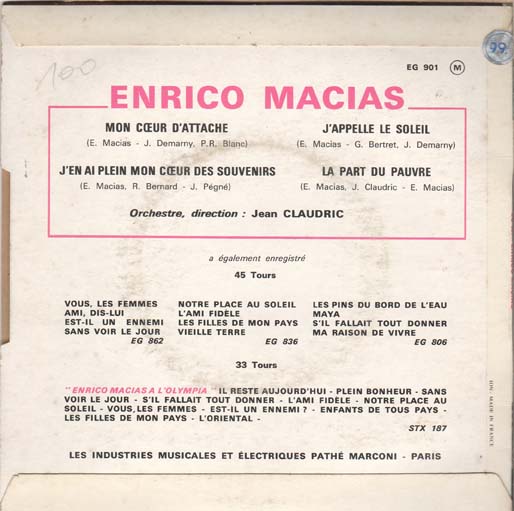 100
99.
EG 901 M
ENRICO MACIAS
MON CŒUR D'ATTACHE
(E. Macias - J. Demarny, P.R. Blanc)
J'APPELLE LE SOLEIL
(E. Macias - G. Bertret, J. Demarny)
J'EN AI PLEIN MON CŒUR DES SOUVENIRS
(E. Macias, R. Bernard - J. Pégné)
LA PART DU PAUVRE
(E. Macias, J. Claudric - E. Macias)
Orchestre, direction : Jean CLAUDRIC
a également enregistré
45 Tours
VOUS, LES FEMMES
AMI, DIS-LUI
EST-IL UN ENNEMI
SANS VOIR LE JOUR
EG 862
NOTRE PLACE AU SOLEIL
L'AMI FIDÈLE
LES FILLES DE MON PAYS
VIEILLE TERRE
EG 836
LES PINS DU BORD DE L'EAU
MAYA
S'IL FALLAIT TOUT DONNER
MA RAISON DE VIVRE
EG 806
33 Tours
"ENRICO MACIAS A L'OLYMPIA" IL RESTE AUJOURD'HUI - PLEIN BONHEUR - SANS
VOIR LE JOUR - S'IL FALLAIT TOUT DONNER - L'AMI FIDÈLE - NOTRE PLACE AU
SOLEIL - VOUS, LES FEMMES - EST-IL UN ENNEMI ? - ENFANTS DE TOUS PAYS -
LES FILLES DE MON PAYS - L'ORIENTAL -
STX 187
LES INDUSTRIES MUSICALES ET ÉLECTRIQUES PATHÉ MARCONI - PARIS
MADE IN FRANCE